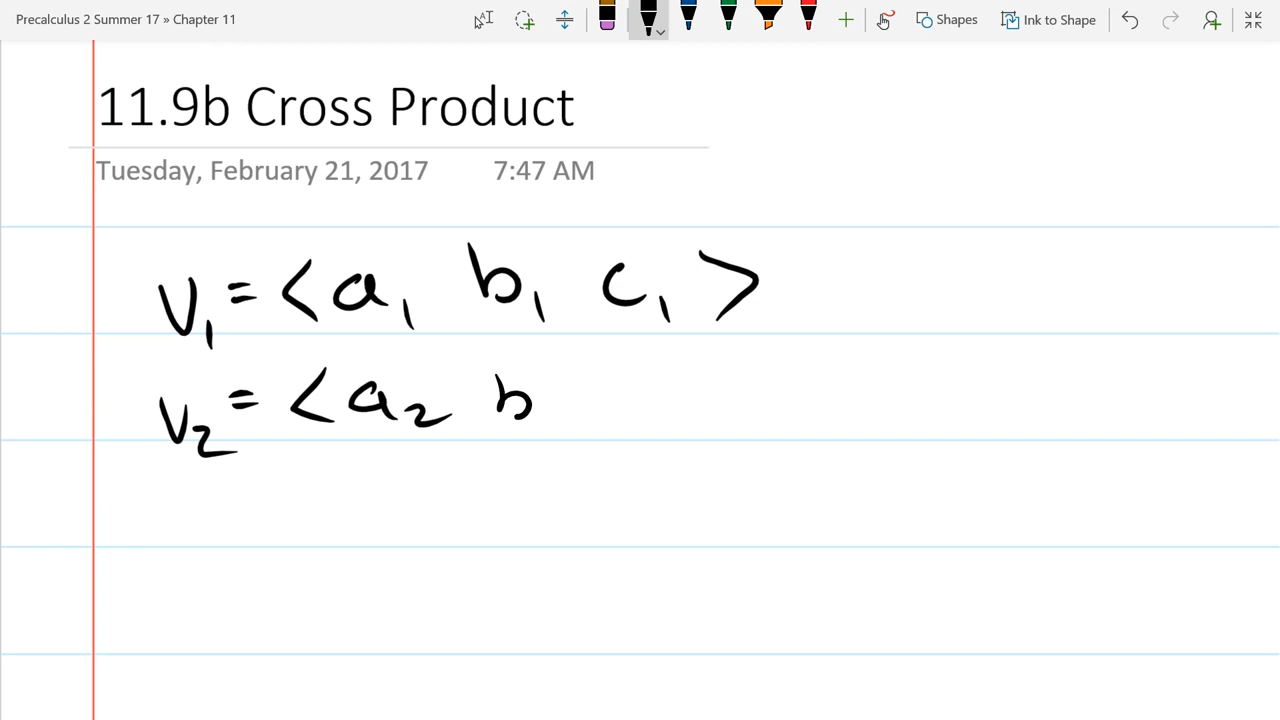 Precalculus 2 Summer 17 » Chapter 11
Shapes
Ink to Shape
11.9b Cross Product
Tuesday, February 21, 2017 7:47 AM
v₁ = < a₁ b₁ c₁ >
v₂ = < a₂ b